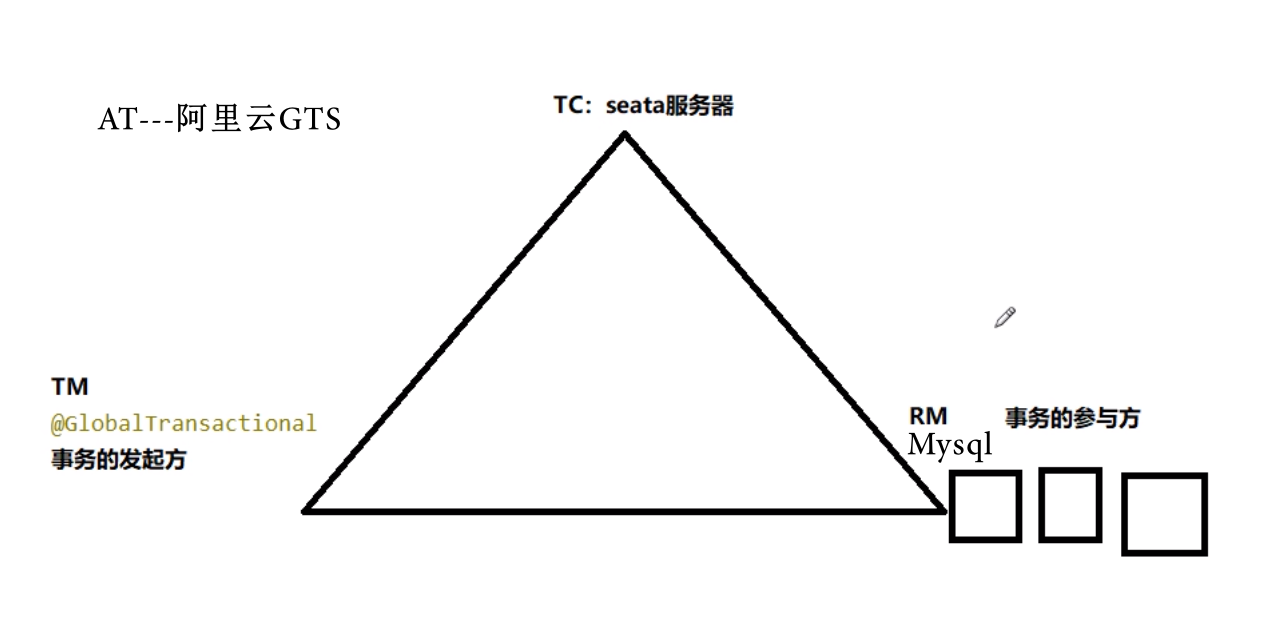 AT---阿里云GTS
TC：seata服务器
TM
@GlobalTransactional
事务的发起方
RM 事务的参与方
Mysql